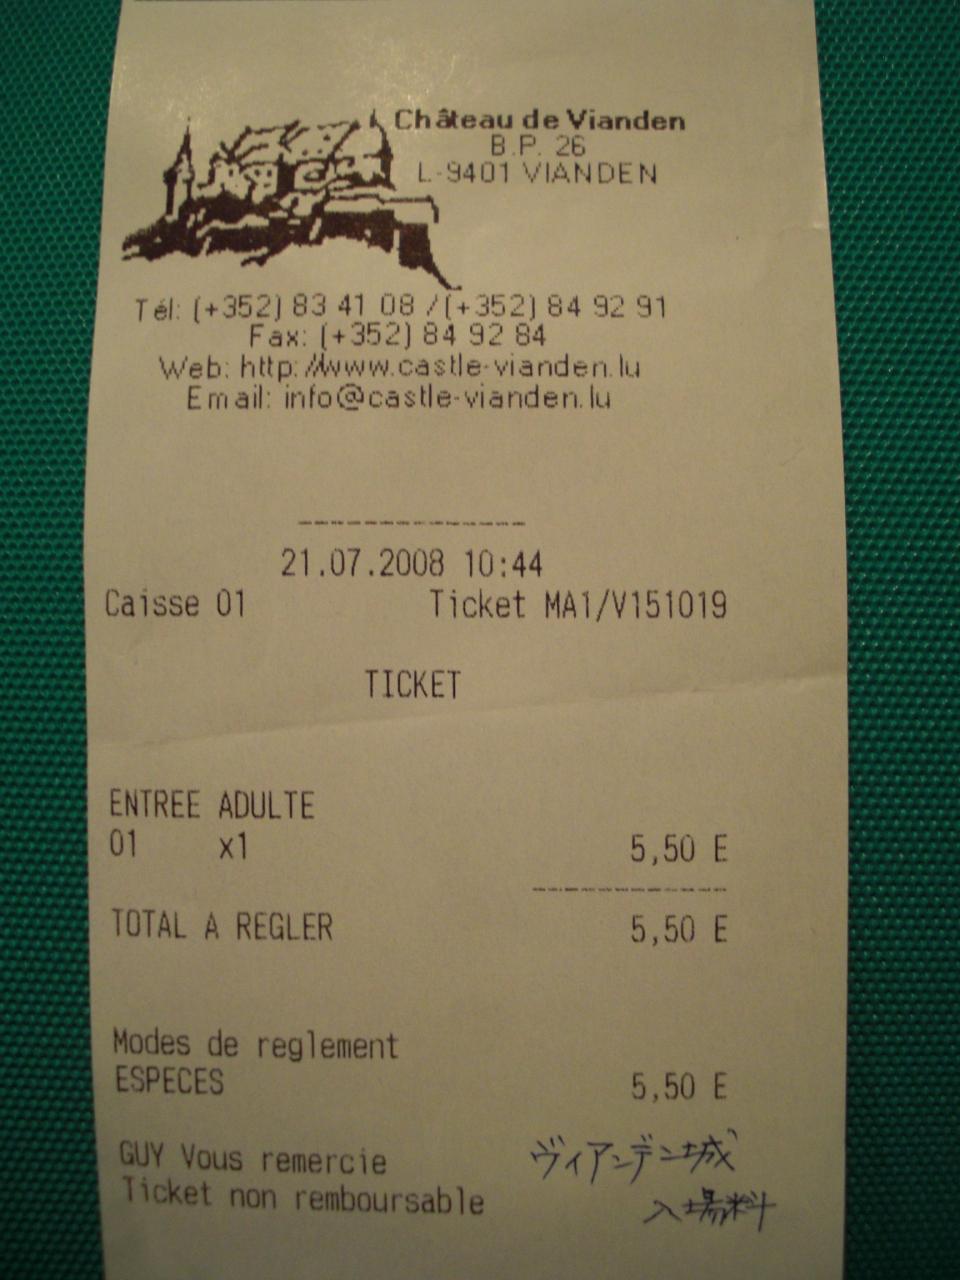 Château de Vianden
B.P. 26
L-9401 VIANDEN
Tél: (+352) 83 41 08 /(+352) 84 92 91
Fax: (+352) 84 92 84
Web: http://www.castle-vianden.lu
Email: info@castle-vianden.lu
21.07.2008 10:44
Caisse 01 Ticket MA1/V151019
TICKET
ENTREE ADULTE
01 x1 5,50 E
TOTAL A REGLER 5,50 E
Modes de reglement
ESPECES 5,50 E
GUY Vous remercie
Ticket non remboursable
ヴィアンデン城
入場料